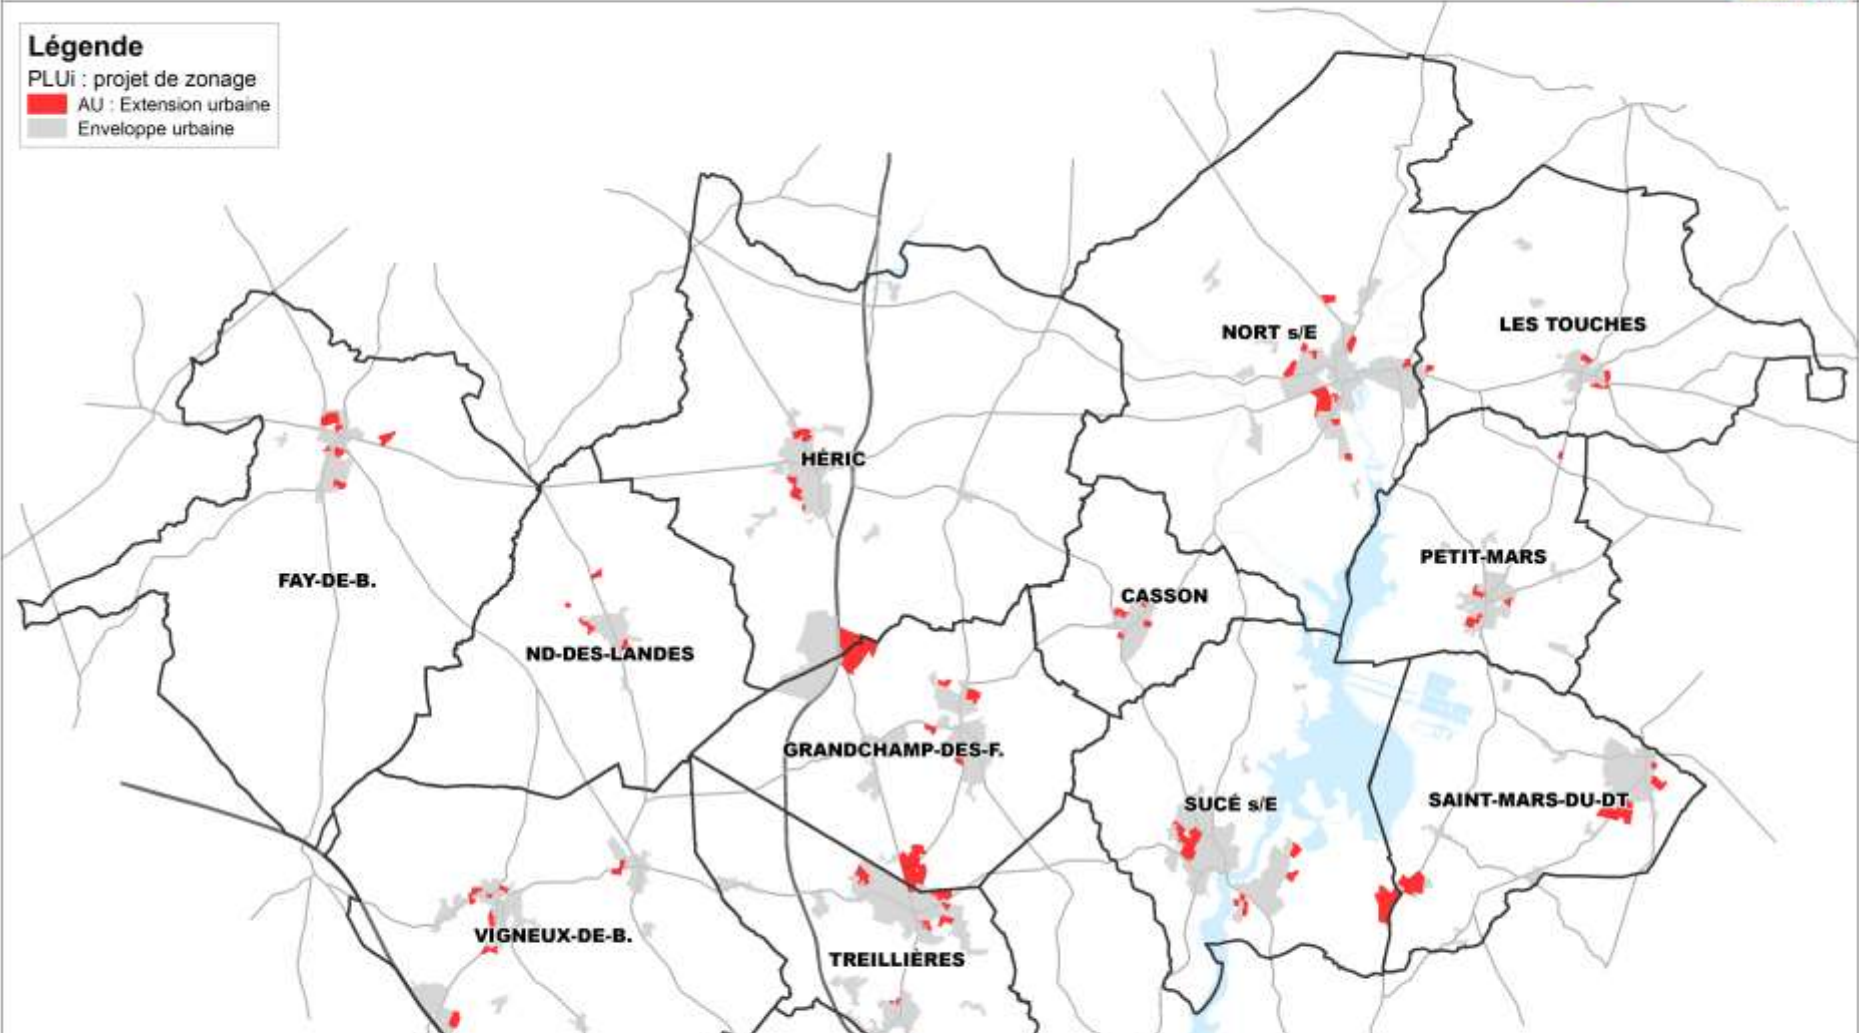 Légende
PLUi : projet de zonage
AU : Extension urbaine
Enveloppe urbaine
NORT s/E
LES TOUCHES
HÉRIC
PETIT-MARS
FAY-DE-B.
CASSON
ND-DES-LANDES
GRANDCHAMP-DES-F.
SUCÉ s/E
SAINT-MARS-DU-DT
VIGNEUX-DE-B.
TREILLIÈRES